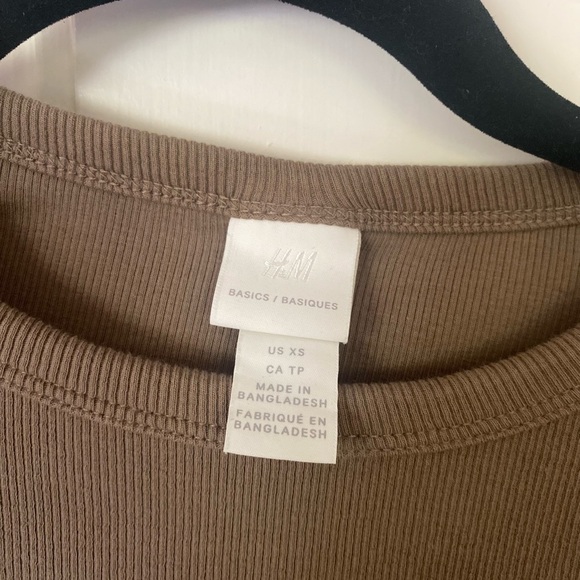 H&M
BASICS / BASIQUES
US XS
CA TP
MADE IN
BANGLADESH
FABRIQUÉ EN
BANGLADESH